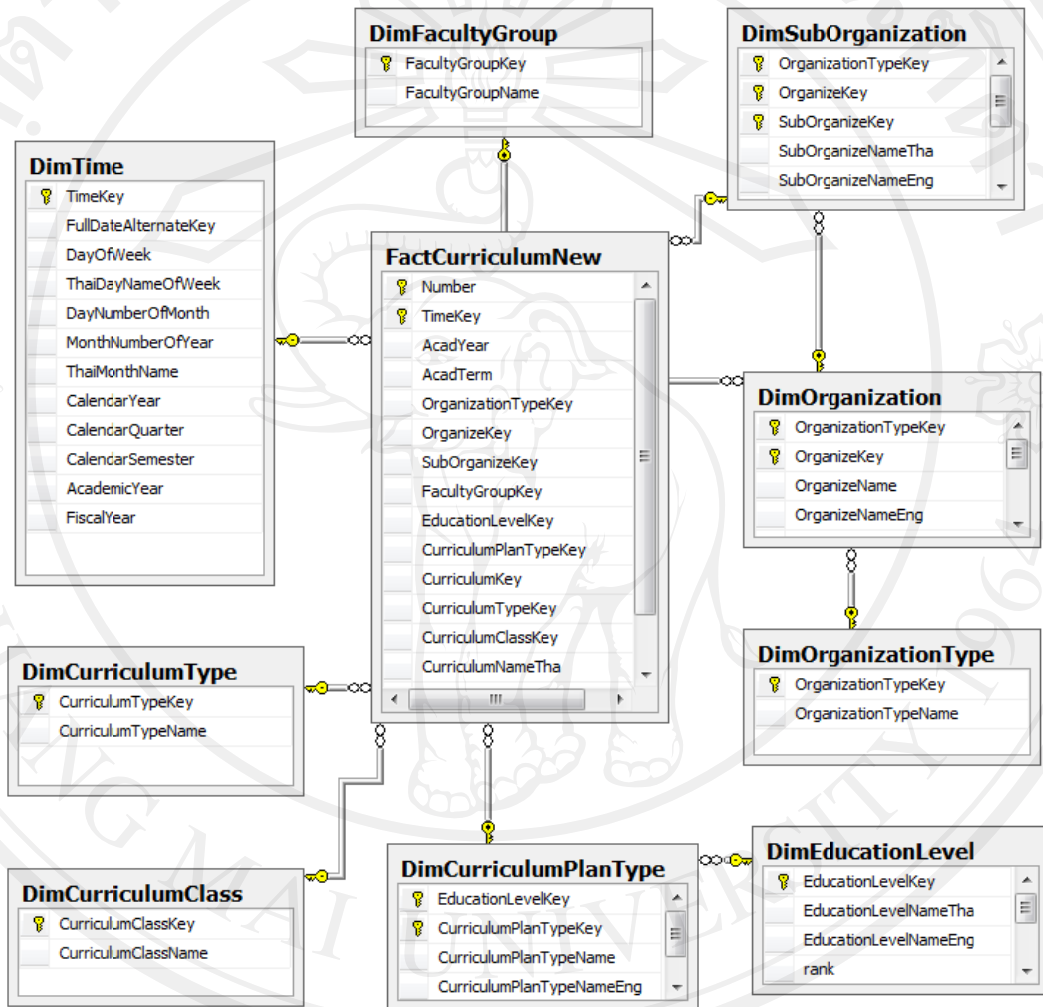 DimFacultyGroup
FacultyGroupKey
FacultyGroupName
DimSubOrganization
OrganizationTypeKey
OrganizeKey
SubOrganizeKey
SubOrganizeNameTha
SubOrganizeNameEng
DimTime
TimeKey
FullDateAlternateKey
DayOfWeek
ThaiDayNameOfWeek
DayNumberOfMonth
MonthNumberOfYear
ThaiMonthName
CalendarYear
CalendarQuarter
CalendarSemester
AcademicYear
FiscalYear
FactCurriculumNew
Number
TimeKey
AcadYear
AcadTerm
OrganizationTypeKey
OrganizeKey
SubOrganizeKey
FacultyGroupKey
EducationLevelKey
CurriculumPlanTypeKey
CurriculumKey
CurriculumTypeKey
CurriculumClassKey
CurriculumNameTha
DimOrganization
OrganizationTypeKey
OrganizeKey
OrganizeName
OrganizeNameEng
DimOrganizationType
OrganizationTypeKey
OrganizationTypeName
DimCurriculumType
CurriculumTypeKey
CurriculumTypeName
DimCurriculumClass
CurriculumClassKey
CurriculumClassName
DimCurriculumPlanType
EducationLevelKey
CurriculumPlanTypeKey
CurriculumPlanTypeName
CurriculumPlanTypeNameEng
DimEducationLevel
EducationLevelKey
EducationLevelNameTha
EducationLevelNameEng
rank
MAI UNIVERSITY 1964